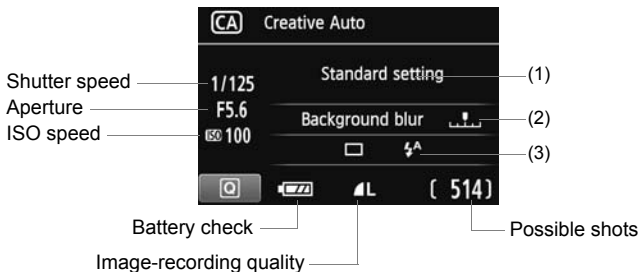 CA Creative Auto
Shutter speed 1/125 Standard setting (1)
Aperture F5.6
Background blur (2)
ISO speed ISO 100
A (3)
Q L [ 514]
Battery check Possible shots
Image-recording quality